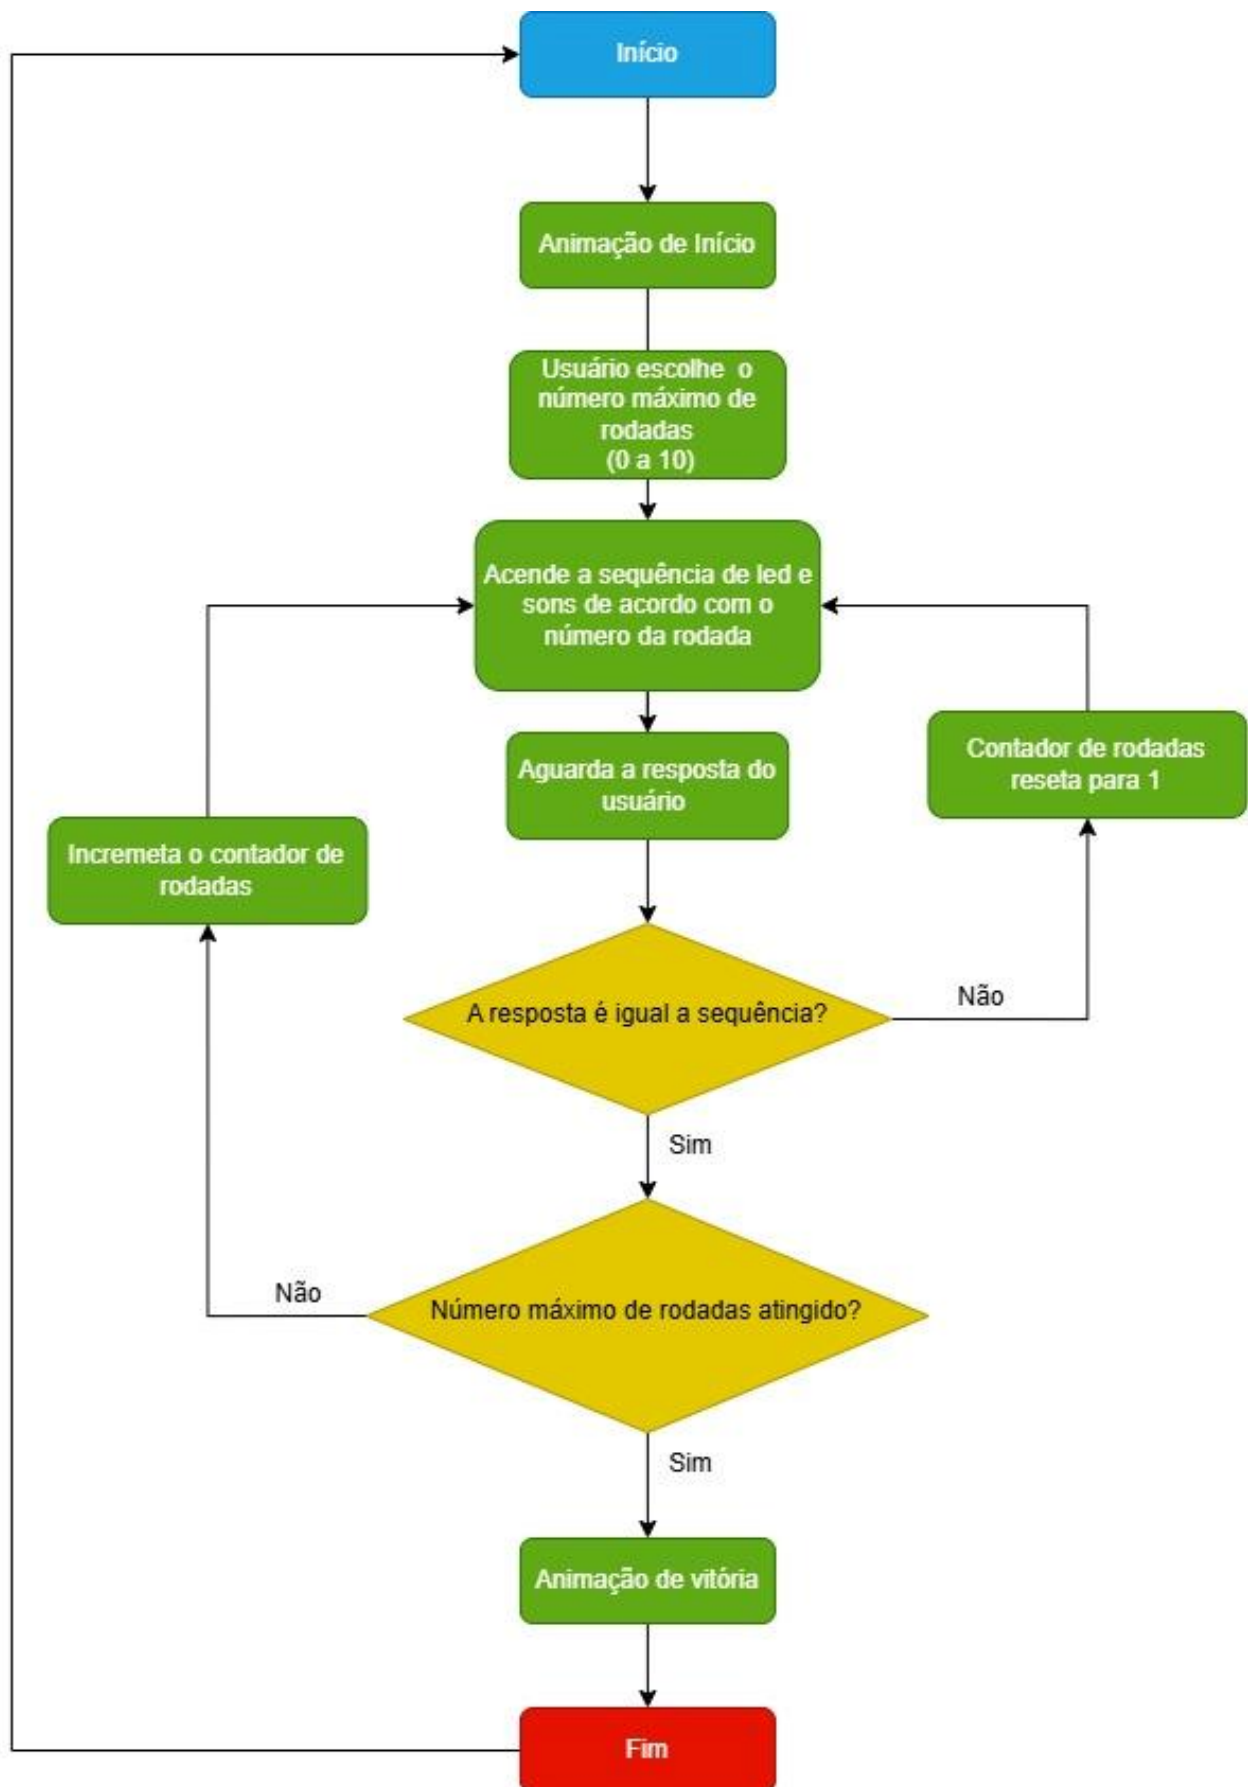 Início
Animação de Início
Usuário escolhe o
número máximo de
rodadas
(0 a 10)
Acende a sequência de led e
sons de acordo com o
número da rodada
Aguarda a resposta do
usuário
Contador de rodadas
reseta para 1
Incremeta o contador de
rodadas
A resposta é igual a sequência?
Não
Sim
Não
Número máximo de rodadas atingido?
Sim
Animação de vitória
Fim